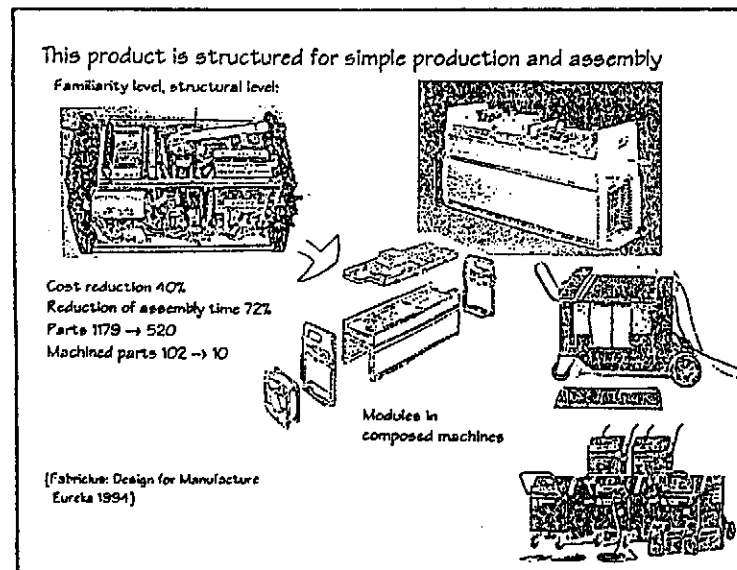 This product is structured for simple production and assembly
Familiarity level, structural level:
Cost reduction 40%
Reduction of assembly time 72%
Parts 1179 → 520
Machined parts 102 → 10
Modules in
composed machines
{Fabricius: Design for Manufacture
Eureka 1994}